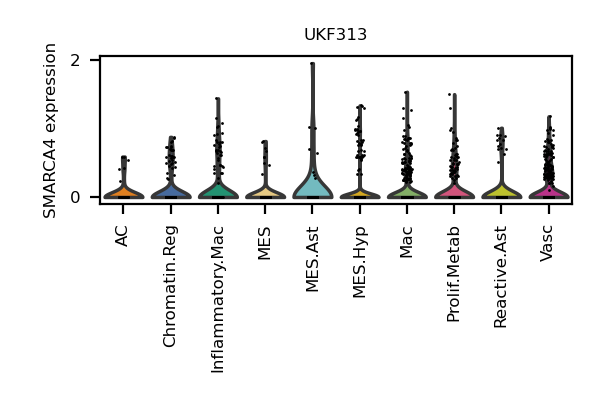 UKF313
SMARCA4 expression
2
0
AC
Chromatin.Reg
Inflammatory.Mac
MES
MES.Ast
MES.Hyp
Mac
Prolif.Metab
Reactive.Ast
Vasc